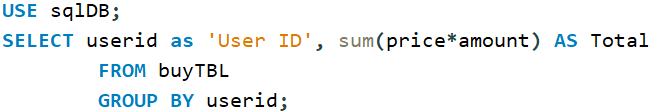 USE sqlDB;
SELECT userid as 'User ID', sum(price*amount) AS Total
FROM buyTBL
GROUP BY userid;